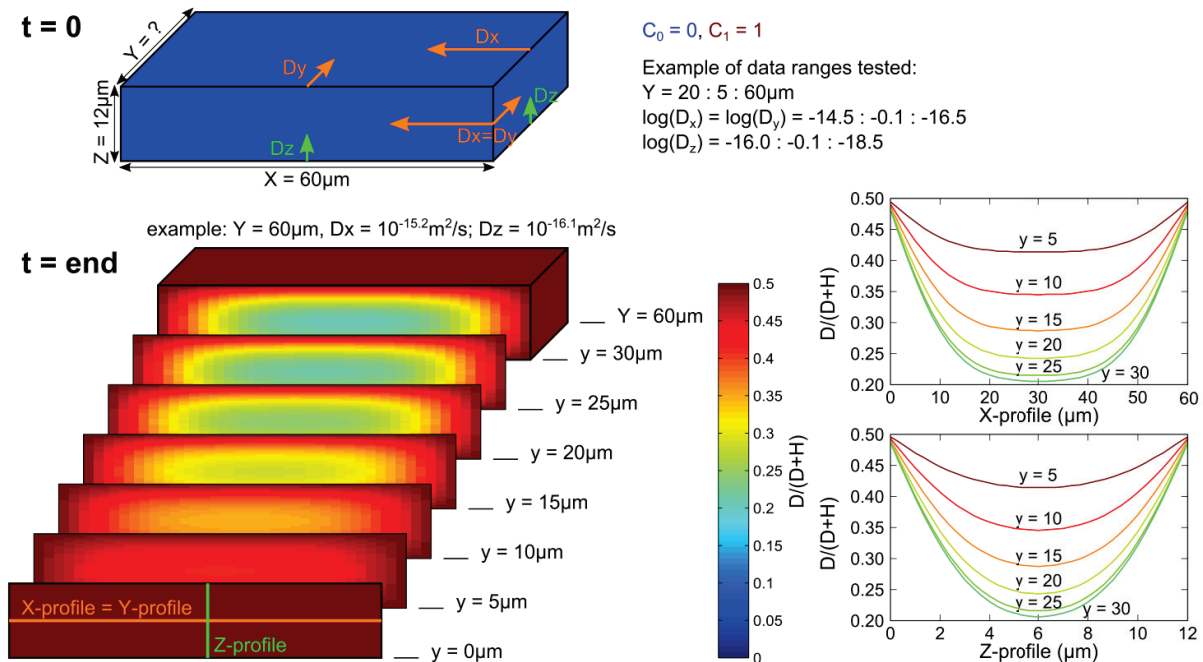 t = 0
Y = ?
Dx
Dy
Dz
Dx=Dy
Dz
Z = 12µm
X = 60µm
C₀ = 0, C₁ = 1
Example of data ranges tested:
Y = 20 : 5 : 60µm
log(Dₓ) = log(Dᵧ) = -14.5 : -0.1 : -16.5
log(D_z) = -16.0 : -0.1 : -18.5
example: Y = 60µm, Dx = 10⁻¹⁵·²m²/s; Dz = 10⁻¹⁶·¹m²/s
t = end
Y = 60µm
y = 30µm
y = 25µm
y = 20µm
y = 15µm
y = 10µm
y = 5µm
y = 0µm
X-profile = Y-profile
Z-profile
0.5
0.45
0.4
0.35
0.3
0.25
0.2
0.15
0.1
0.05
0
D/(D+H)
0.50
0.45
0.40
0.35
0.30
0.25
0.20
D/(D+H)
y = 5
y = 10
y = 15
y = 20
y = 25
y = 30
0 10 20 30 40 50 60
X-profile (µm)
0.50
0.45
0.40
0.35
0.30
0.25
0.20
D/(D+H)
y = 5
y = 10
y = 15
y = 20
y = 25
y = 30
0 2 4 6 8 10 12
Z-profile (µm)